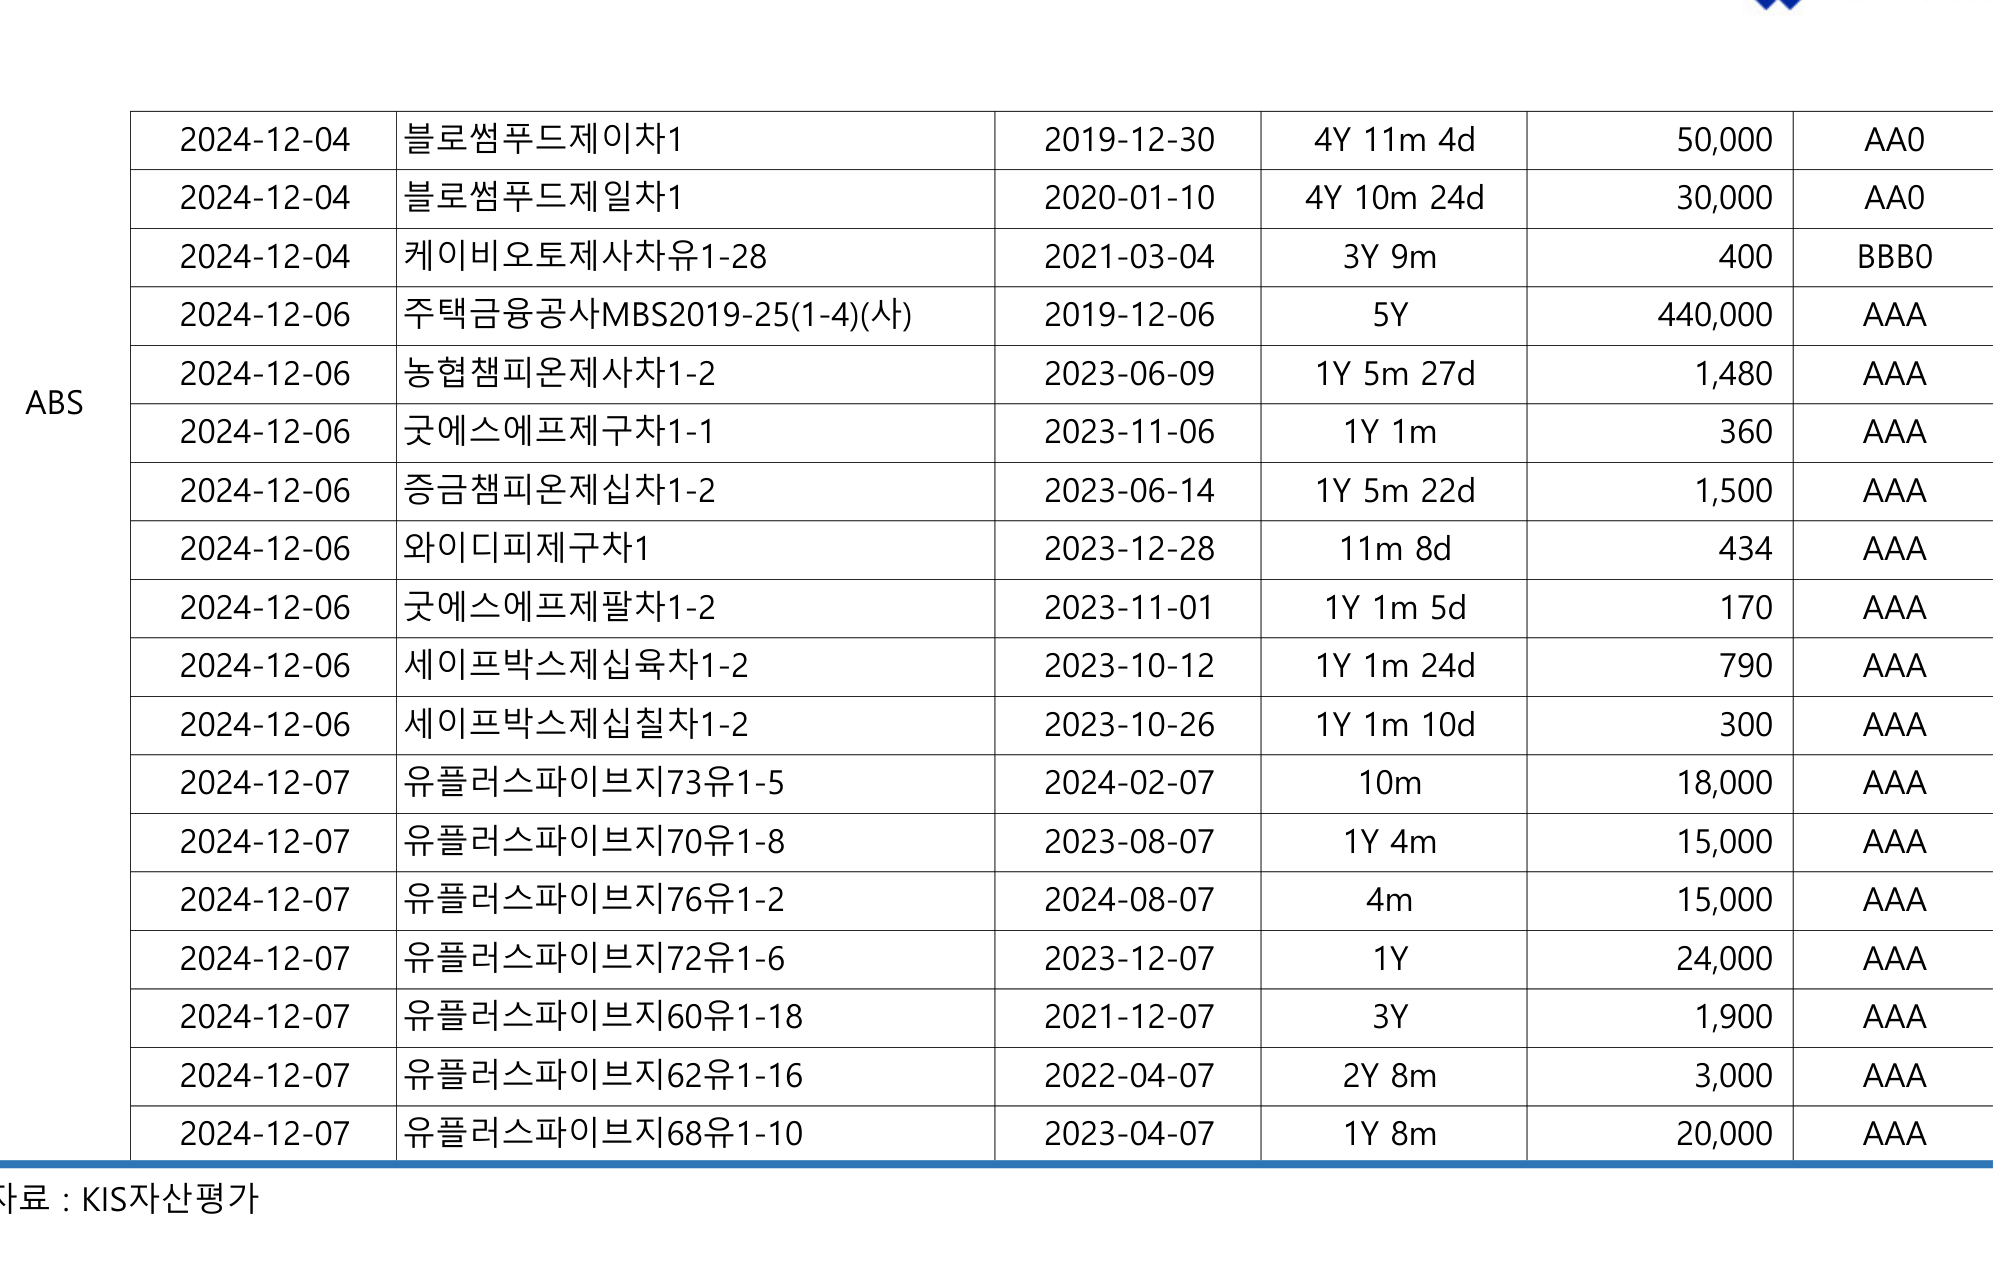 2024-12-04 블로썸푸드제이차1 2019-12-30 4Y 11m 4d 50,000 AA0
2024-12-04 블로썸푸드제일차1 2020-01-10 4Y 10m 24d 30,000 AA0
2024-12-04 케이비오토제사차유1-28 2021-03-04 3Y 9m 400 BBB0
2024-12-06 주택금융공사MBS2019-25(1-4)(사) 2019-12-06 5Y 440,000 AAA
2024-12-06 농협챔피온제사차1-2 2023-06-09 1Y 5m 27d 1,480 AAA
ABS
2024-12-06 굿에스에프제구차1-1 2023-11-06 1Y 1m 360 AAA
2024-12-06 증금챔피온제십차1-2 2023-06-14 1Y 5m 22d 1,500 AAA
2024-12-06 와이디피제구차1 2023-12-28 11m 8d 434 AAA
2024-12-06 굿에스에프제팔차1-2 2023-11-01 1Y 1m 5d 170 AAA
2024-12-06 세이프박스제십육차1-2 2023-10-12 1Y 1m 24d 790 AAA
2024-12-06 세이프박스제십칠차1-2 2023-10-26 1Y 1m 10d 300 AAA
2024-12-07 유플러스파이브지73유1-5 2024-02-07 10m 18,000 AAA
2024-12-07 유플러스파이브지70유1-8 2023-08-07 1Y 4m 15,000 AAA
2024-12-07 유플러스파이브지76유1-2 2024-08-07 4m 15,000 AAA
2024-12-07 유플러스파이브지72유1-6 2023-12-07 1Y 24,000 AAA
2024-12-07 유플러스파이브지60유1-18 2021-12-07 3Y 1,900 AAA
2024-12-07 유플러스파이브지62유1-16 2022-04-07 2Y 8m 3,000 AAA
2024-12-07 유플러스파이브지68유1-10 2023-04-07 1Y 8m 20,000 AAA
자료 : KIS자산평가